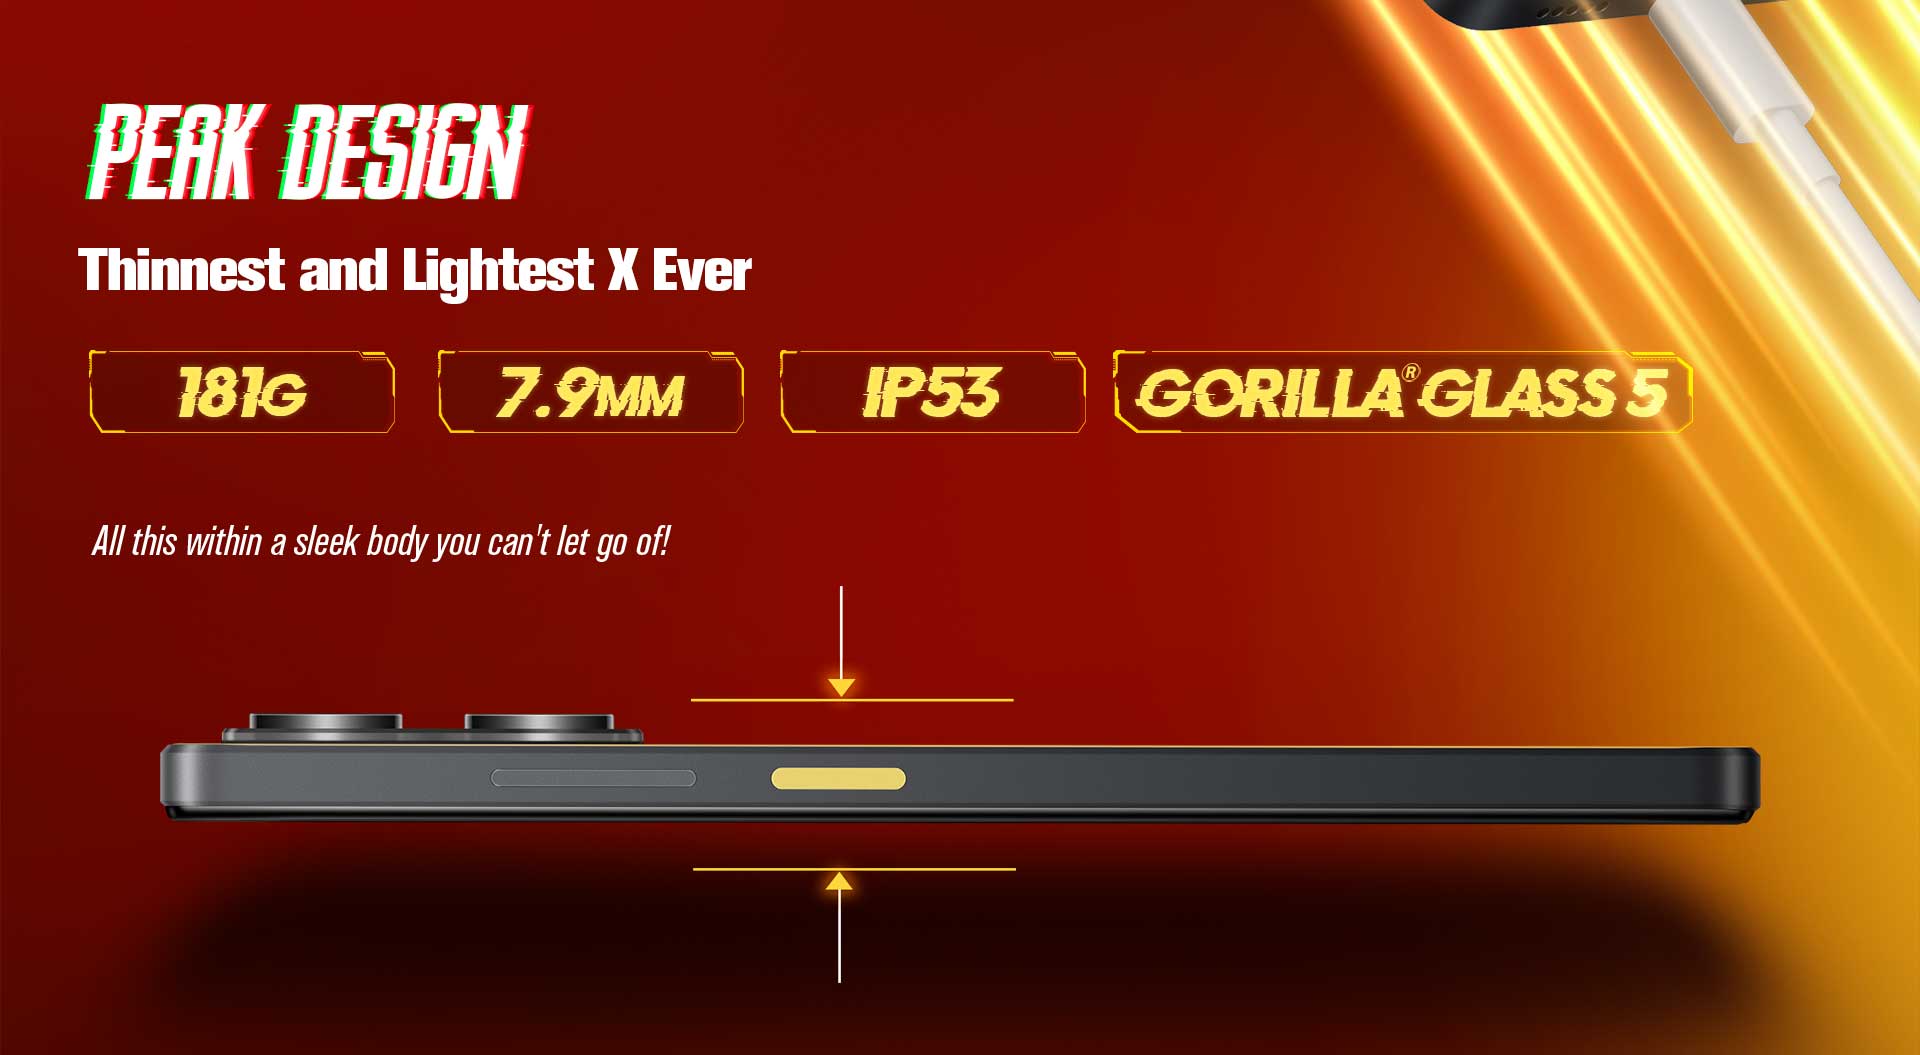 PEAK DESIGN
Thinnest and Lightest X Ever
181G
7.9MM
IP53
GORILLA® GLASS 5
All this within a sleek body you can't let go of!